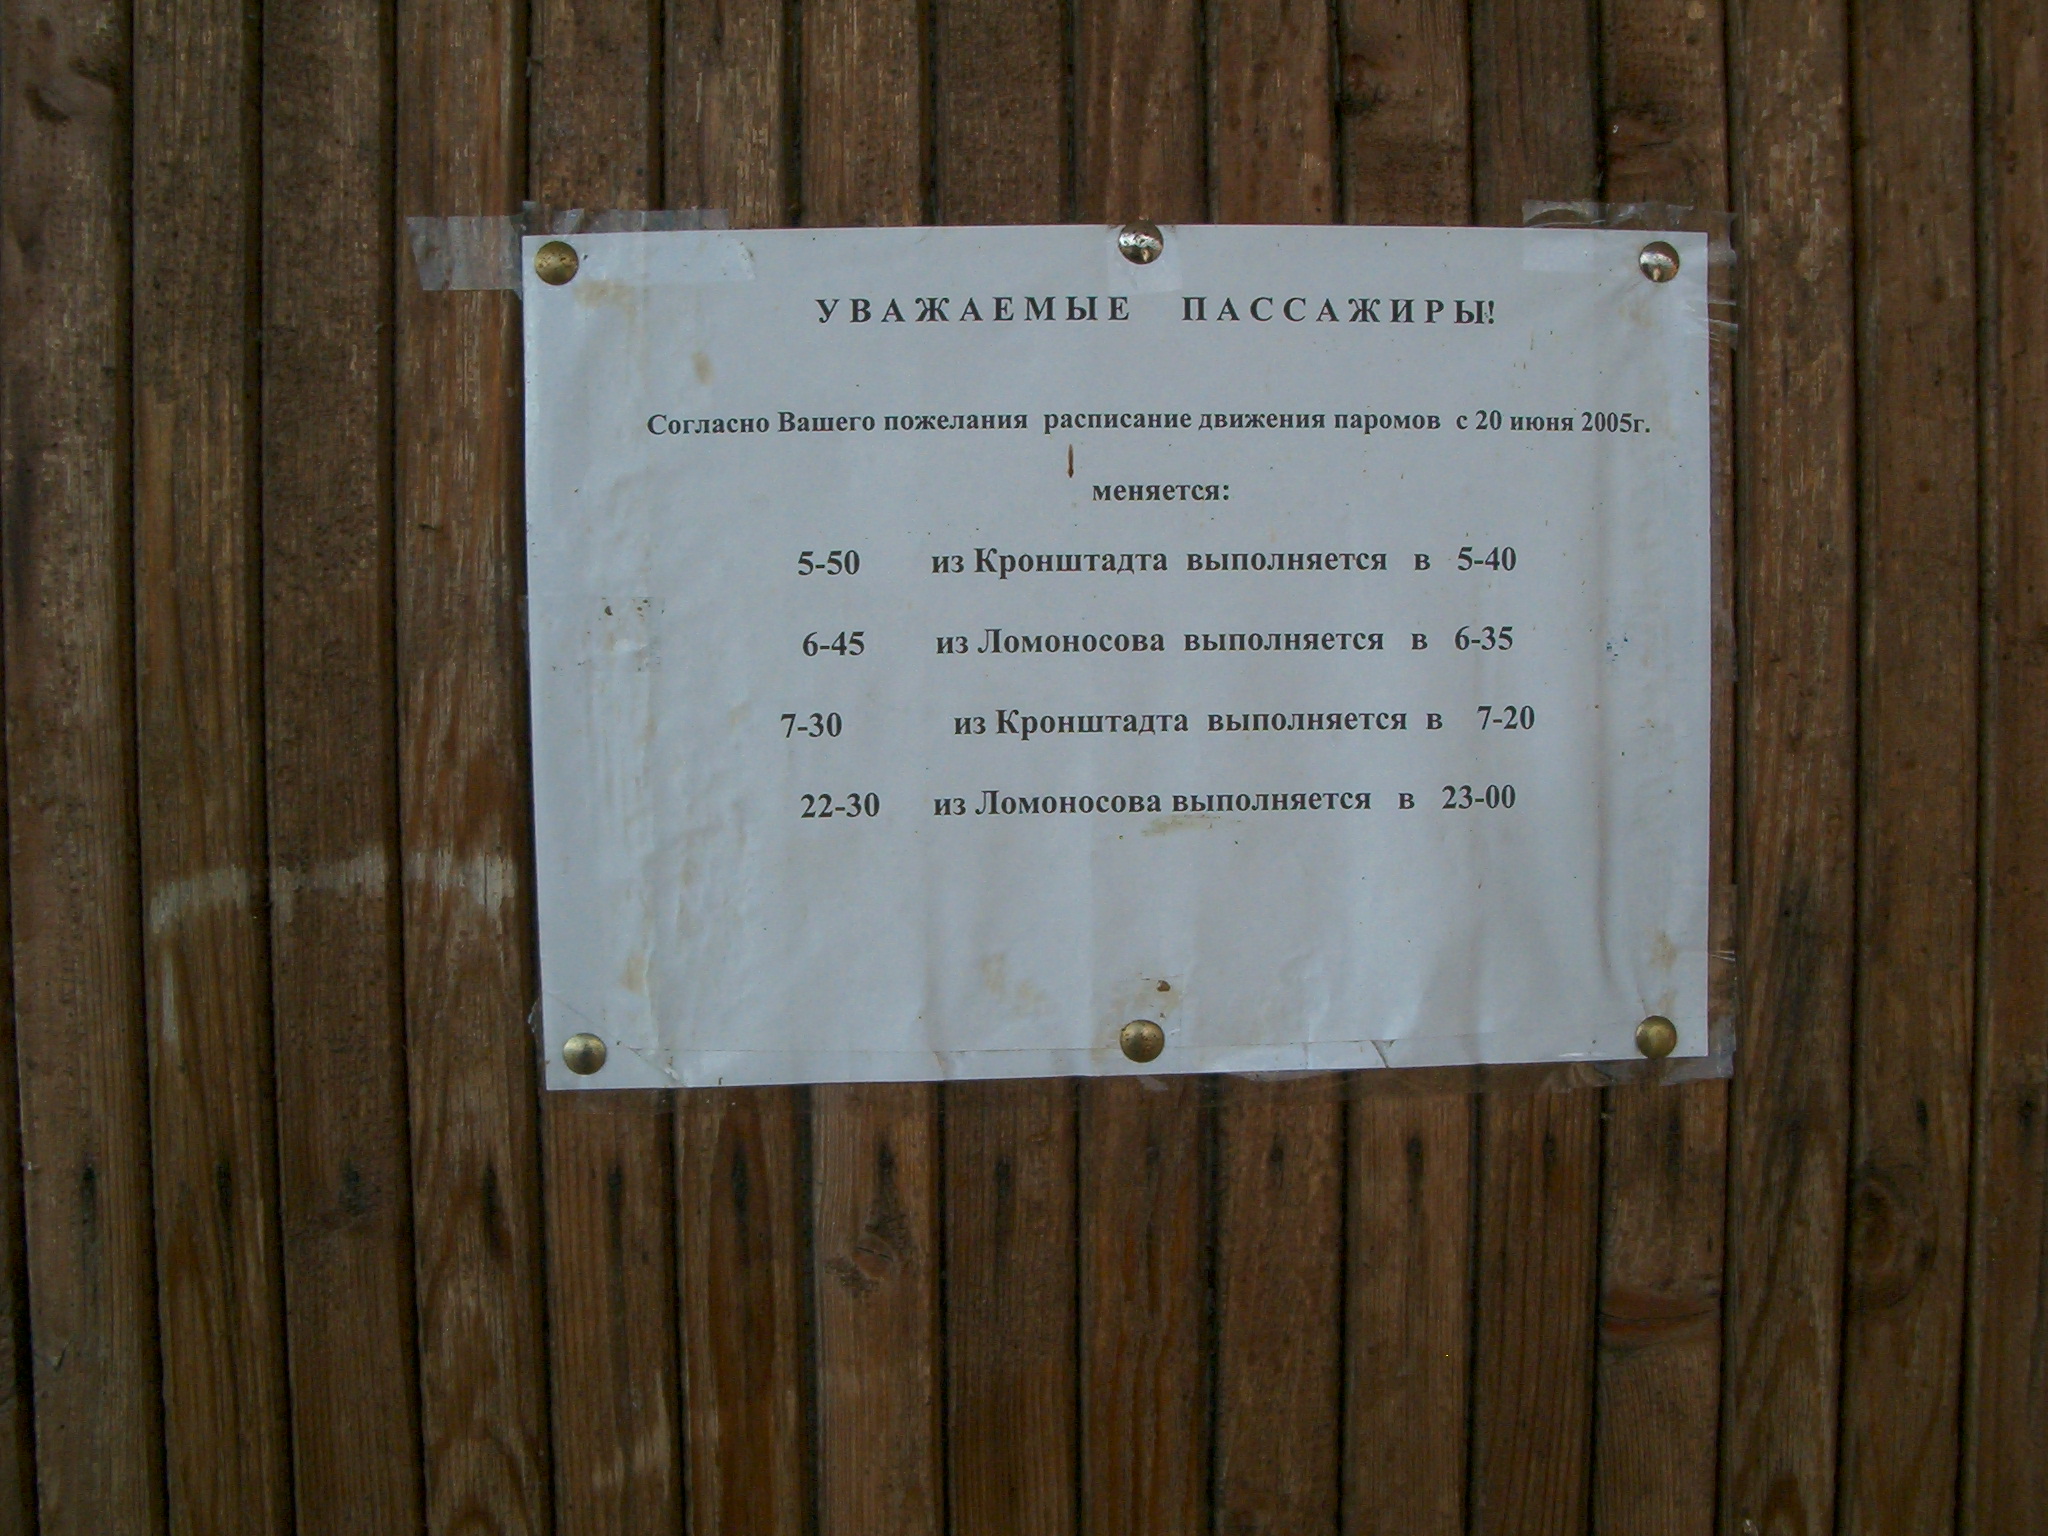 УВАЖАЕМЫЕ ПАССАЖИРЫ!
Согласно Вашего пожелания расписание движения паромов с 20 июня 2005г.
меняется:
5-50 из Кронштадта выполняется в 5-40
6-45 из Ломоносова выполняется в 6-35
7-30 из Кронштадта выполняется в 7-20
22-30 из Ломоносова выполняется в 23-00